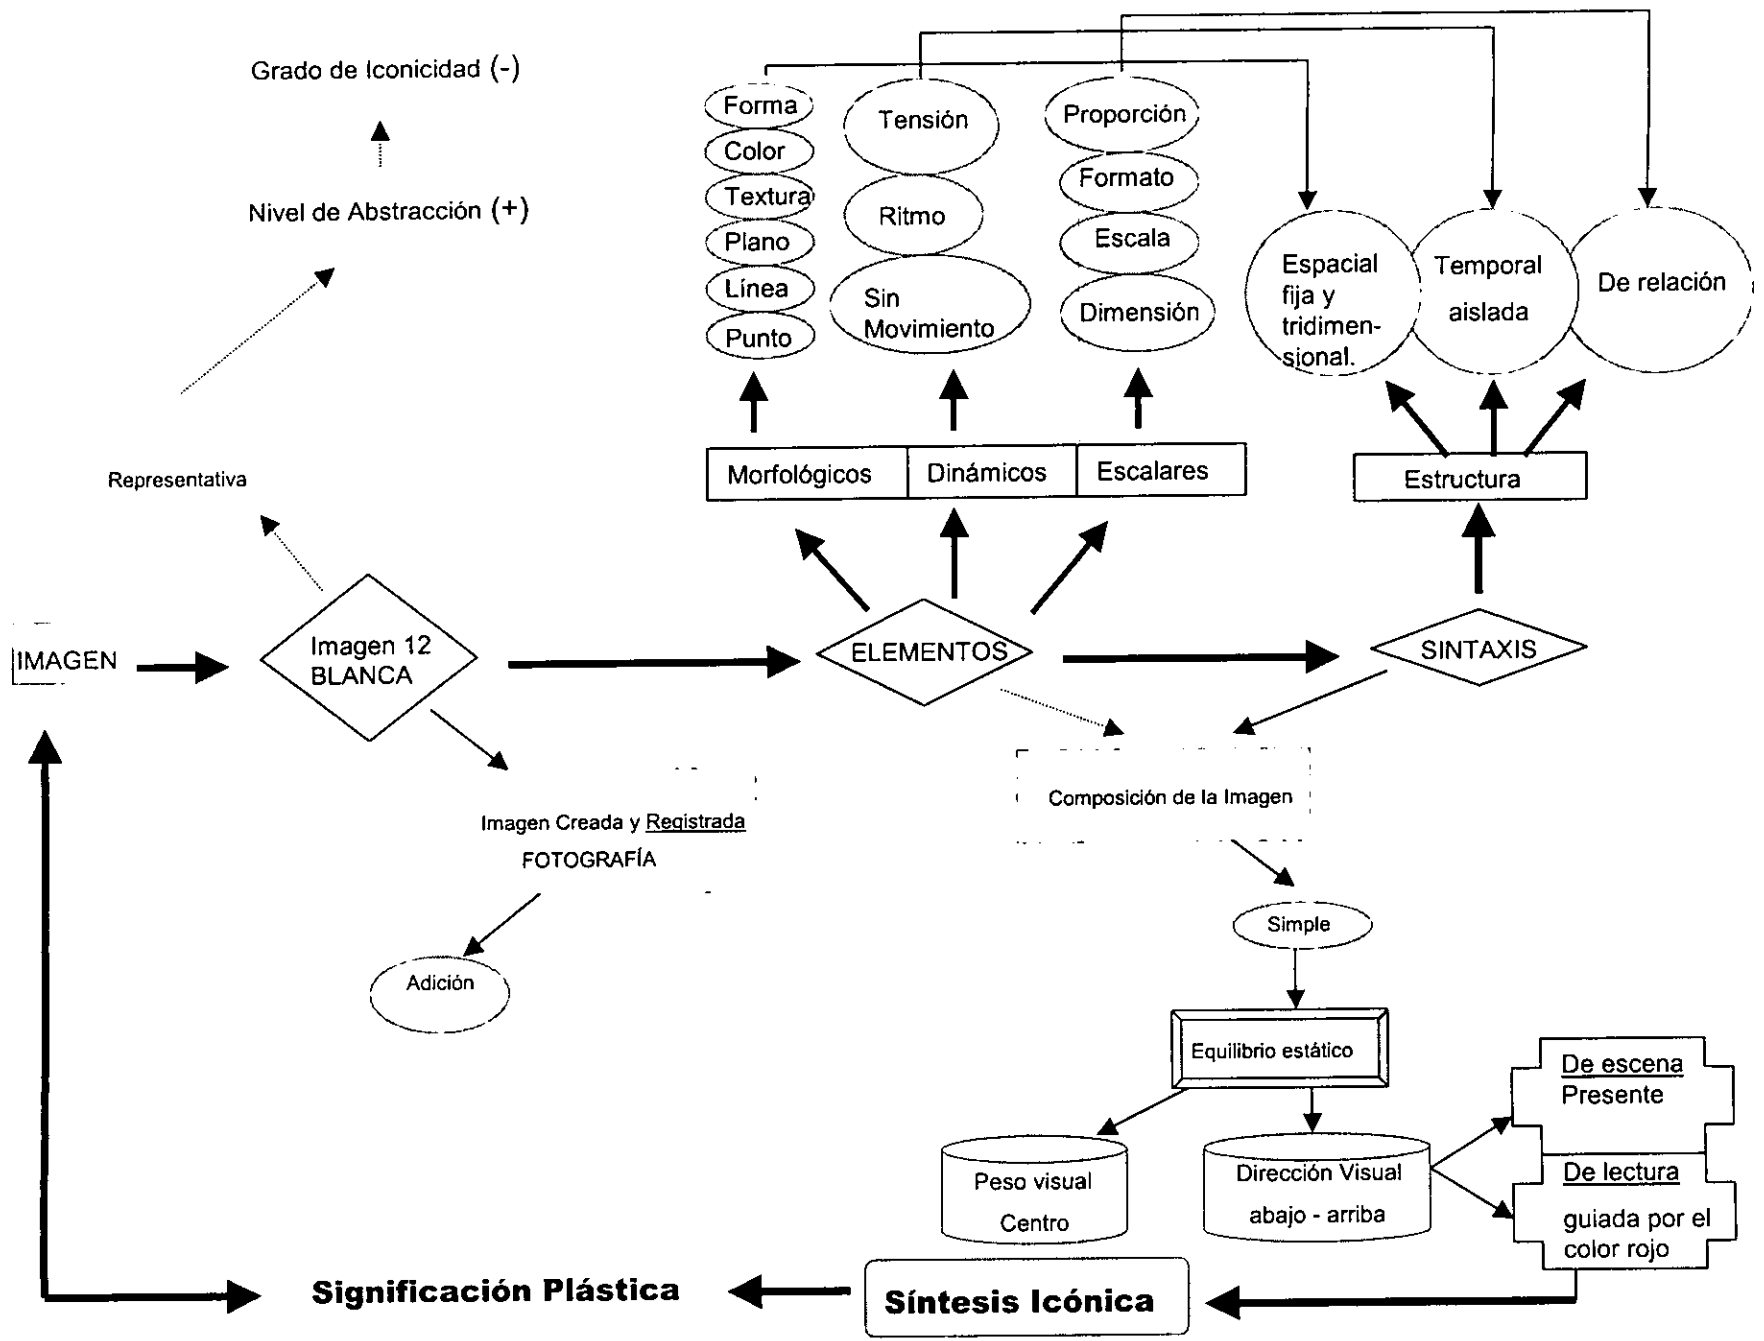 Grado de Iconicidad (-)
Nivel de Abstracción (+)
Representativa
Forma
Color
Textura
Plano
Línea
Punto
Tensión
Ritmo
Sin
Movimiento
Proporción
Formato
Escala
Dimensión
Espacial
fija y
tridimen-
sional.
Temporal
aislada
De relación
Morfológicos
Dinámicos
Escalares
Estructura
IMAGEN
Imagen 12
BLANCA
ELEMENTOS
SINTAXIS
Imagen Creada y Registrada
FOTOGRAFÍA
Adición
Composición de la Imagen
Simple
Equilibrio estático
Peso visual
Centro
Dirección Visual
abajo - arriba
De escena
Presente
De lectura
guiada por el
color rojo
Significación Plástica
Síntesis Icónica